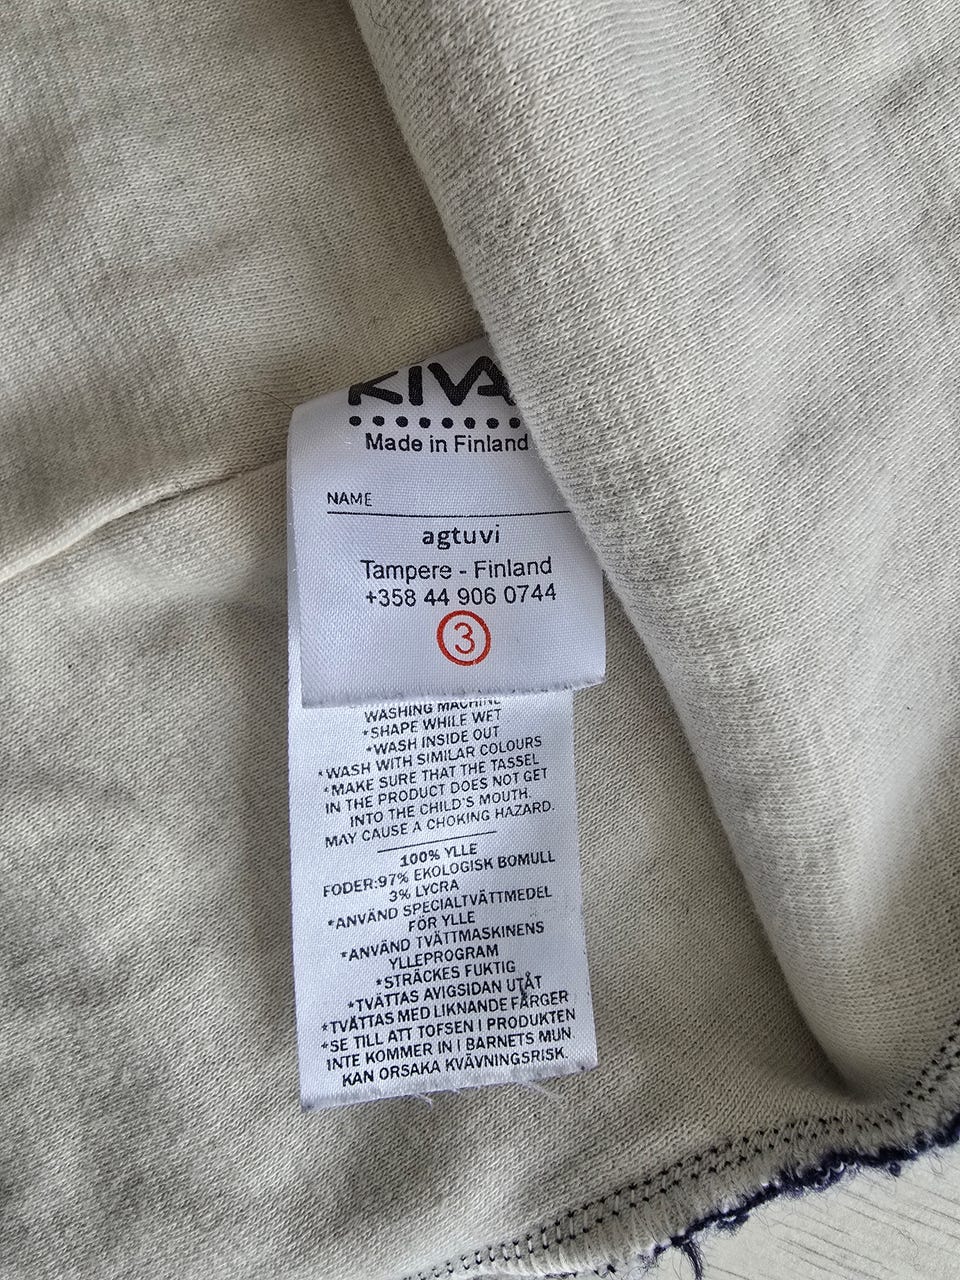 KIVA
Made in Finland
NAME
agtuvi
Tampere - Finland
+358 44 906 0744
3
WASHING MACHINE
*SHAPE WHILE WET
*WASH INSIDE OUT
*WASH WITH SIMILAR COLOURS
*MAKE SURE THAT THE TASSEL
IN THE PRODUCT DOES NOT GET
INTO THE CHILD'S MOUTH.
MAY CAUSE A CHOKING HAZARD.
100% YLLE
FODER:97% EKOLOGISK BOMULL
3% LYCRA
*ANVÄND SPECIALTVÄTTMEDEL
FÖR YLLE
*ANVÄND TVÄTTMASKINENS
YLLEPROGRAM
*STRÄCKES FUKTIG
*TVÄTTAS AVIGSIDAN UTÅT
*TVÄTTAS MED LIKNANDE FÄRGER
*SE TILL ATT TOFSEN I PRODUKTEN
INTE KOMMER IN I BARNETS MUN.
KAN ORSAKA KVÄVNINGSRISK.